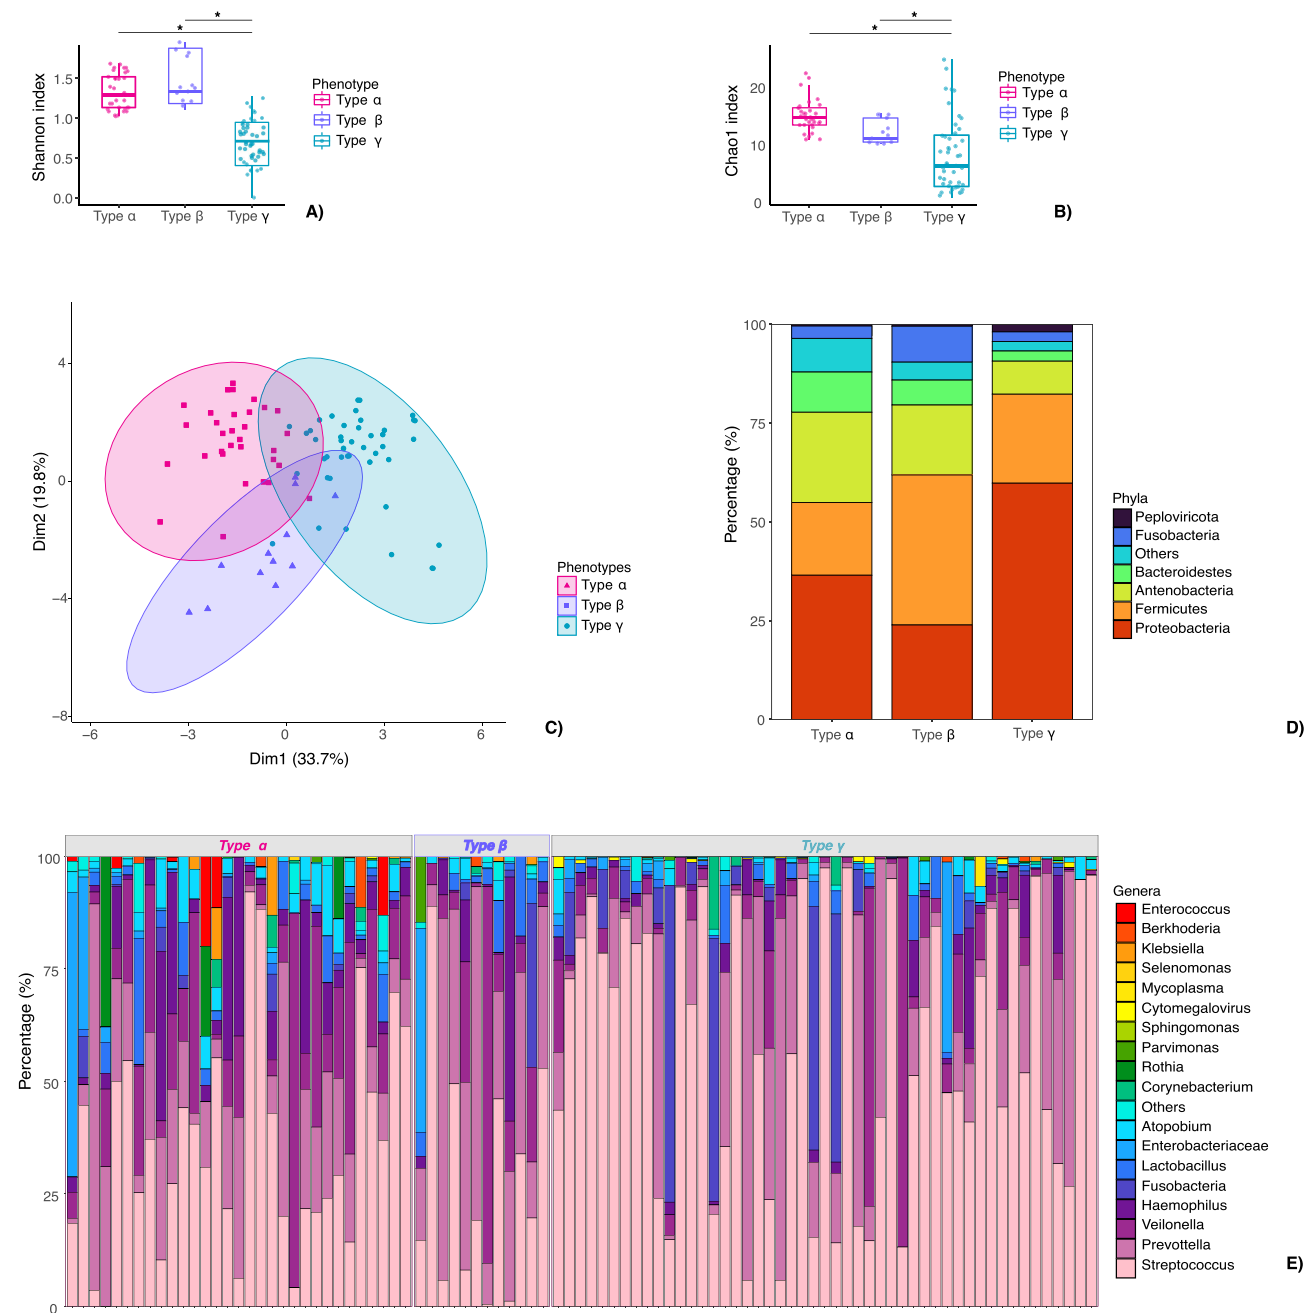 *
*
Shannon index
1.5
1.0
0.5
0.0
Type α
Type β
Type γ
Phenotype
Type α
Type β
Type γ
A)
*
*
Chao1 index
20
10
0
Type α
Type β
Type γ
Phenotype
Type α
Type β
Type γ
B)
Dim2 (19.8%)
4
0
−4
−8
−6
−3
0
3
6
Dim1 (33.7%)
Phenotypes
Type α
Type β
Type γ
C)
Percentage (%)
100
75
50
25
0
Type α
Type β
Type γ
Phyla
Peploviricota
Fusobacteria
Others
Bacteroidestes
Antenobacteria
Fermicutes
Proteobacteria
D)
Type α
Type β
Type γ
Percentage (%)
100
75
50
25
0
Genera
Enterococcus
Berkhoderia
Klebsiella
Selenomonas
Mycoplasma
Cytomegalovirus
Sphingomonas
Parvimonas
Rothia
Corynebacterium
Others
Atopobium
Enterobacteriaceae
Lactobacillus
Fusobacteria
Haemophilus
Veilonella
Prevottella
Streptococcus
E)